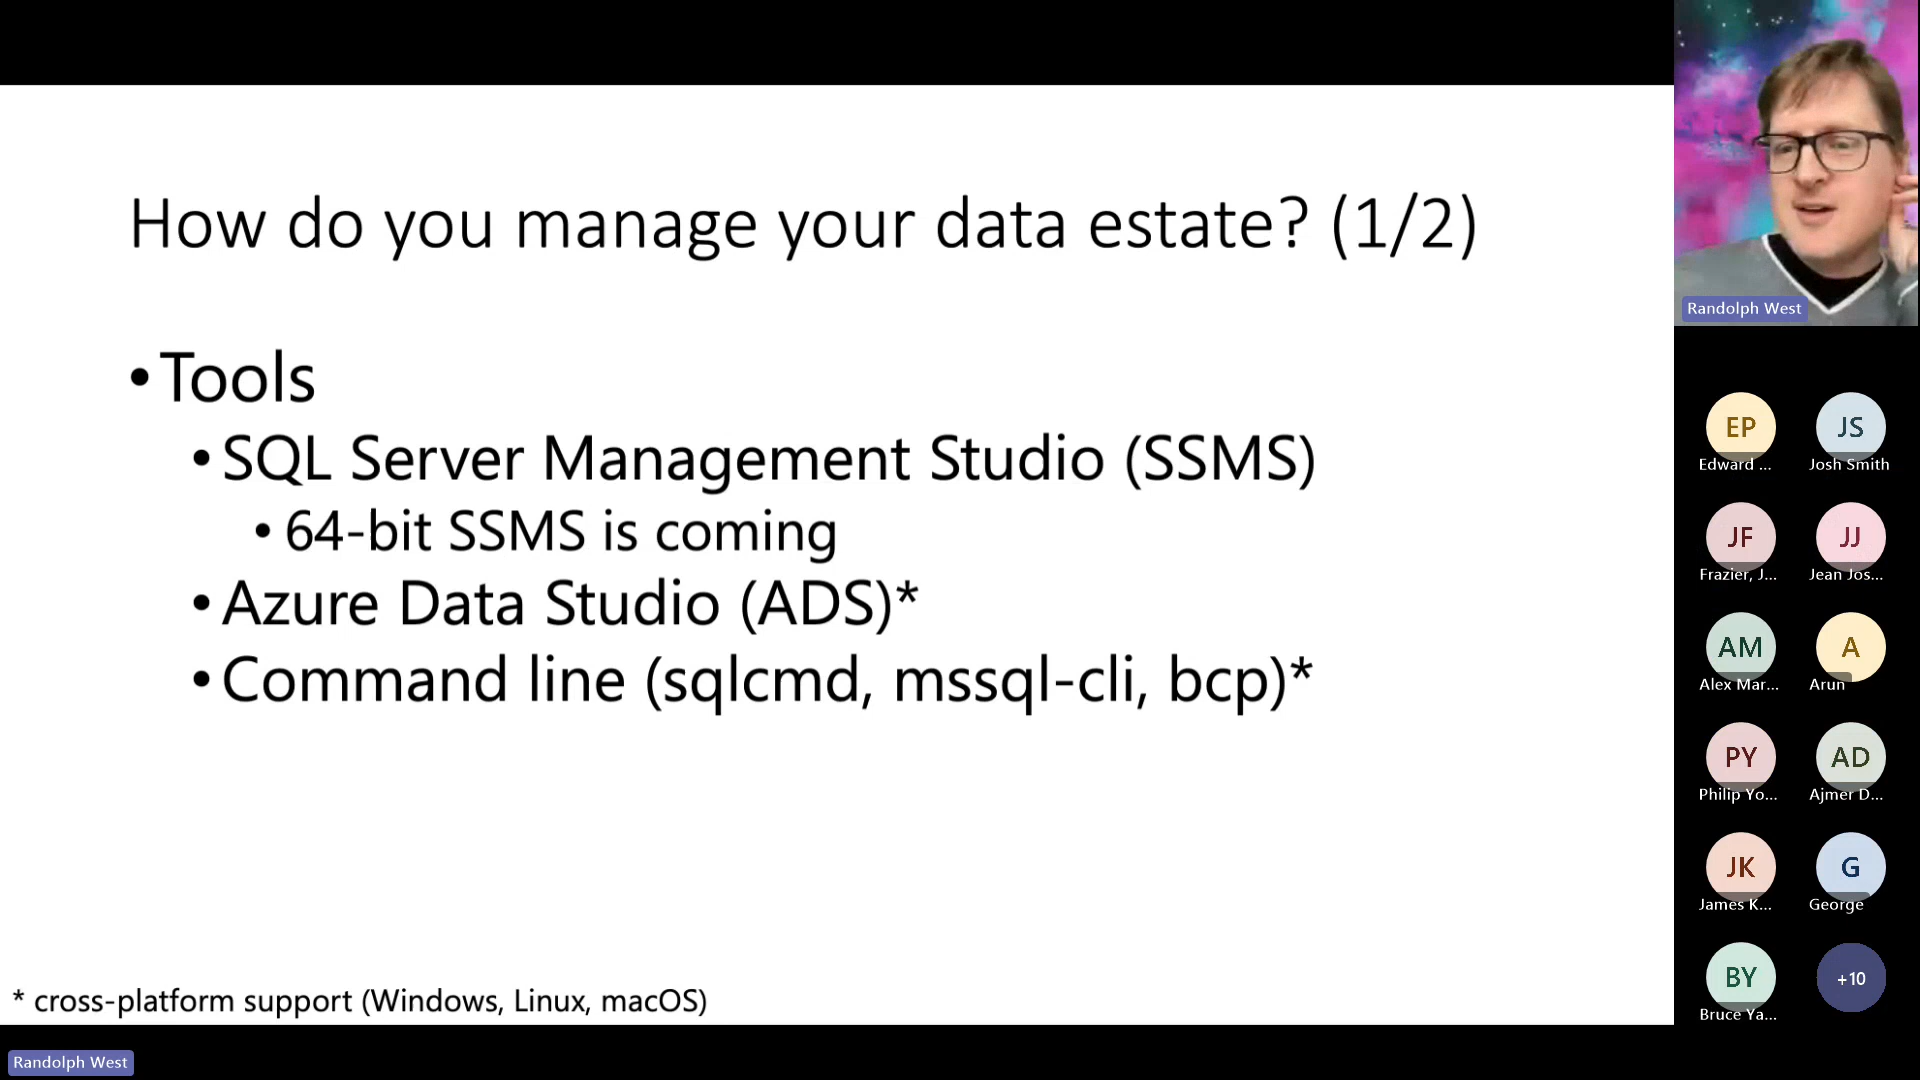 How do you manage your data estate? (1/2)
•Tools
•SQL Server Management Studio (SSMS)
•64-bit SSMS is coming
•Azure Data Studio (ADS)*
•Command line (sqlcmd, mssql-cli, bcp)*
* cross-platform support (Windows, Linux, macOS)
Randolph West
Randolph West
EP
Edward ...
JS
Josh Smith
JF
Frazier, J...
JJ
Jean Jos...
AM
Alex Mar...
A
Arun
PY
Philip Yo...
AD
Ajmer D...
JK
James K...
G
George
BY
Bruce Ya...
+10